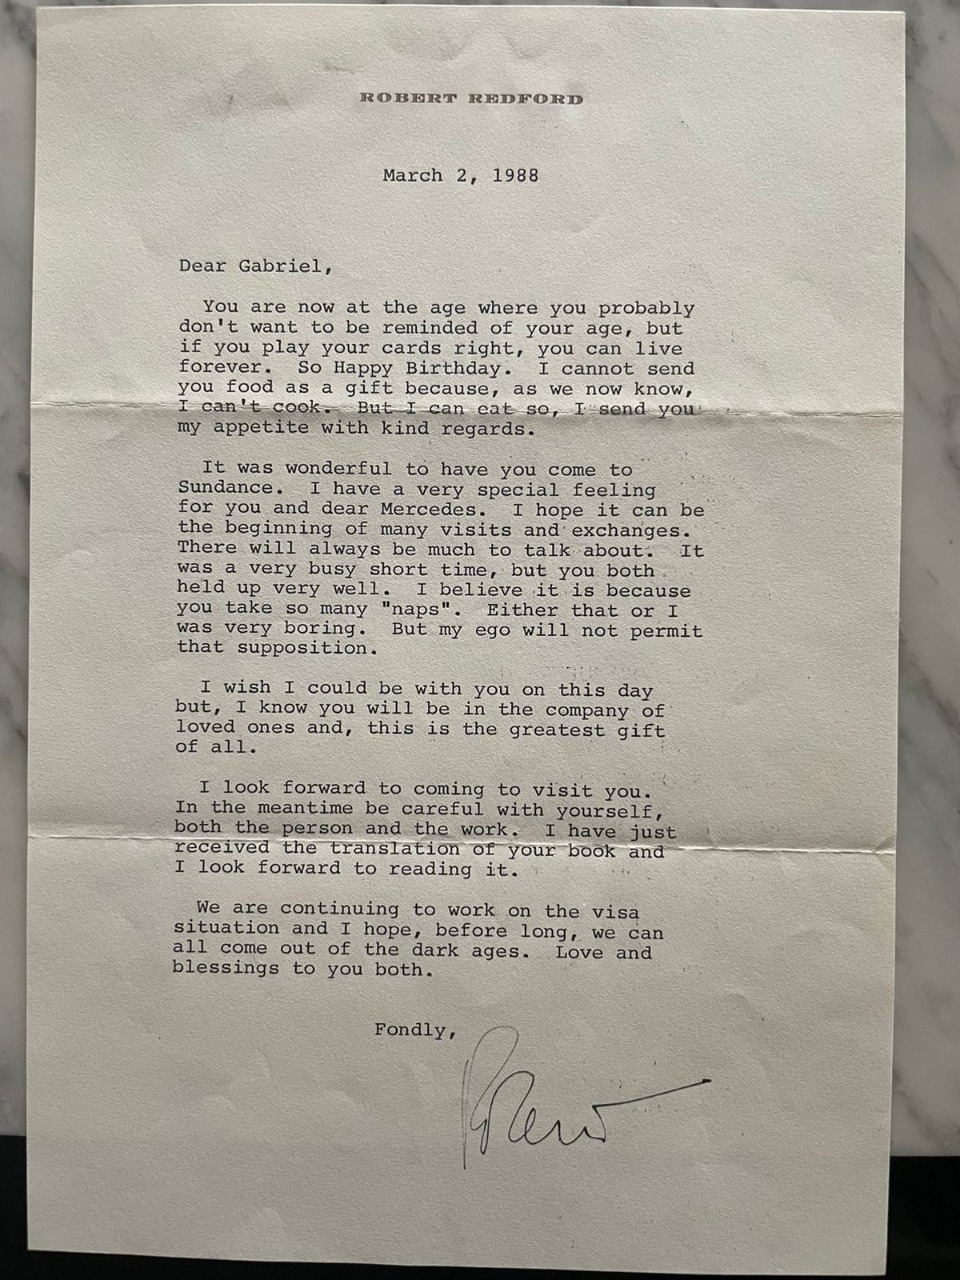 ROBERT REDFORD
March 2, 1988
Dear Gabriel,
You are now at the age where you probably
don't want to be reminded of your age, but
if you play your cards right, you can live
forever.  So Happy Birthday.  I cannot send
you food as a gift because, as we now know,
I can't cook.  But I can eat so, I send you
my appetite with kind regards.
It was wonderful to have you come to
Sundance.  I have a very special feeling
for you and dear Mercedes.  I hope it can be
the beginning of many visits and exchanges.
There will always be much to talk about.  It
was a very busy short time, but you both
held up very well.  I believe it is because
you take so many "naps".  Either that or I
was very boring.  But my ego will not permit
that supposition.
I wish I could be with you on this day
but, I know you will be in the company of
loved ones and, this is the greatest gift
of all.
I look forward to coming to visit you.
In the meantime be careful with yourself,
both the person and the work.  I have just
received the translation of your book and
I look forward to reading it.
We are continuing to work on the visa
situation and I hope, before long, we can
all come out of the dark ages.  Love and
blessings to you both.
Fondly,